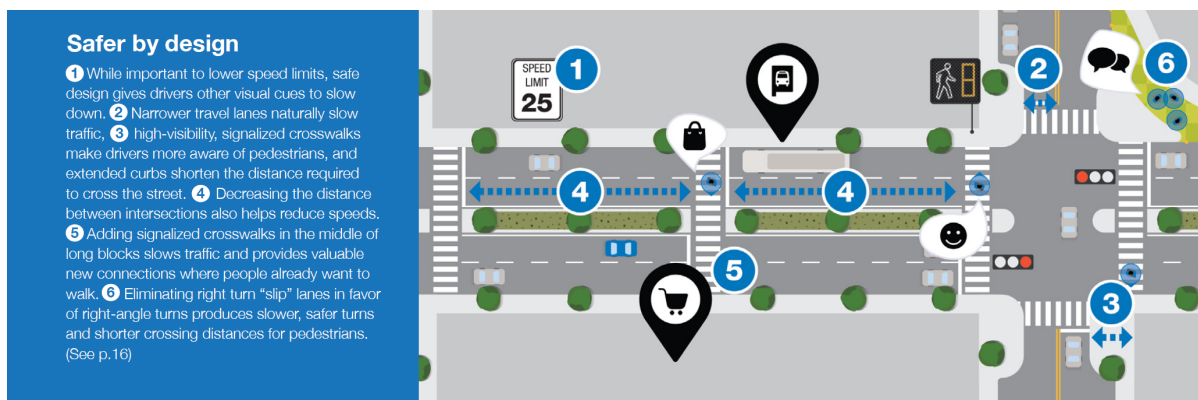 Safer by design
1 While important to lower speed limits, safe
design gives drivers other visual cues to slow
down. 2 Narrower travel lanes naturally slow
traffic, 3 high-visibility, signalized crosswalks
make drivers more aware of pedestrians, and
extended curbs shorten the distance required
to cross the street. 4 Decreasing the distance
between intersections also helps reduce speeds.
5 Adding signalized crosswalks in the middle of
long blocks slows traffic and provides valuable
new connections where people already want to
walk. 6 Eliminating right turn “slip” lanes in favor
of right-angle turns produces slower, safer turns
and shorter crossing distances for pedestrians.
(See p.16)
SPEED
LIMIT
25
1
2
6
4
4
5
3